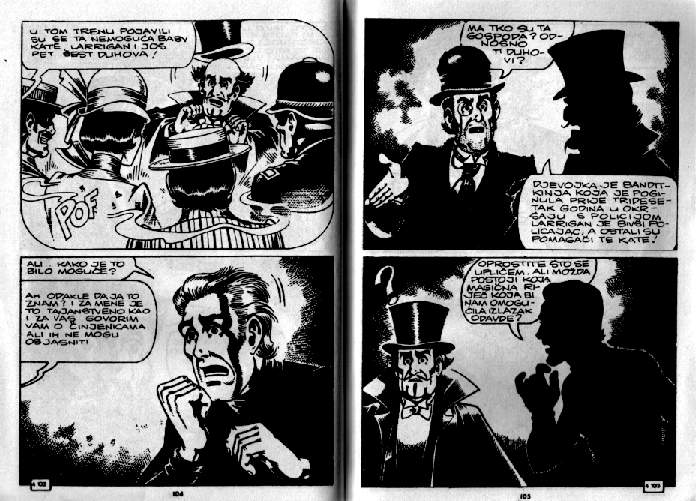 U TOM TRENU POJAVILI
SU SE TA NEMOGUĆA BABY
KATE, LARRIGAN I JOŠ
PET ŠEST DUHOVA!
POF
ALI... KAKO JE TO
BILO MOGUĆE?
AH, ODAKLE DA JA TO
ZNAM? I ZA MENE JE
TO TAJANSTVENO KAO
I ZA VAS. GOVORIM
VAM O ČINJENICAMA
ALI IH NE MOGU
OBJASNITI
104
MA TKO SU TA
GOSPODA? OD-
NOSNO
TI DUHO-
VI?
DJEVOJKA JE BANDIT-
KINJA KOJA JE POGI-
NULA PRIJE TRIDESE-
TAK GODINA U OKR-
ŠAJU S POLICIJOM
LARRIGAN JE BIVŠI PO-
LICAJAC, A OSTALI SU
POMAGAČI TE KATE!
OPROSTITE ŠTO SE
UPLIĆEM, ALI MOŽDA
POSTOJI KOJA
MAGIČNA RI-
JEČ KOJA BI
NAM OMOGU-
ĆILA IZLAZAK
ODAVDE?
105